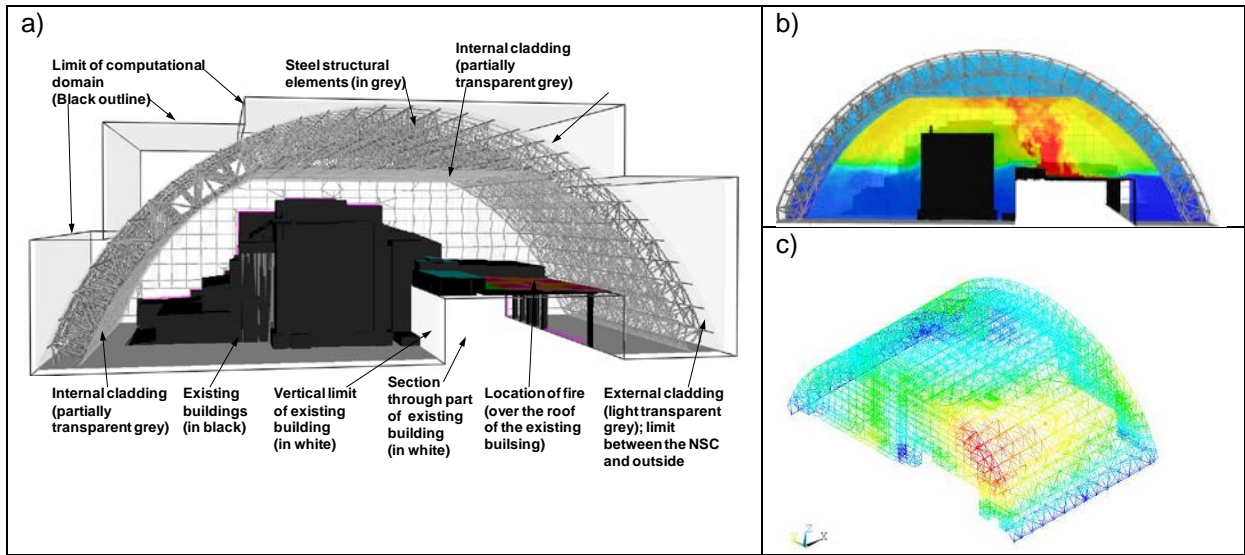 a)
Limit of computational
domain
(Black outline)
Steel structural
elements (in grey)
Internal cladding
(partially
transparent grey)
Internal cladding
(partially
transparent grey)
Existing
buildings
(in black)
Vertical limit
of existing
building
(in white)
Section
through part
of existing
building
(in white)
Location of fire
(over the roof
of the existing
builsing)
External cladding
(light transparent
grey); limit
between the NSC
and outside
b)
c)
Y Z X